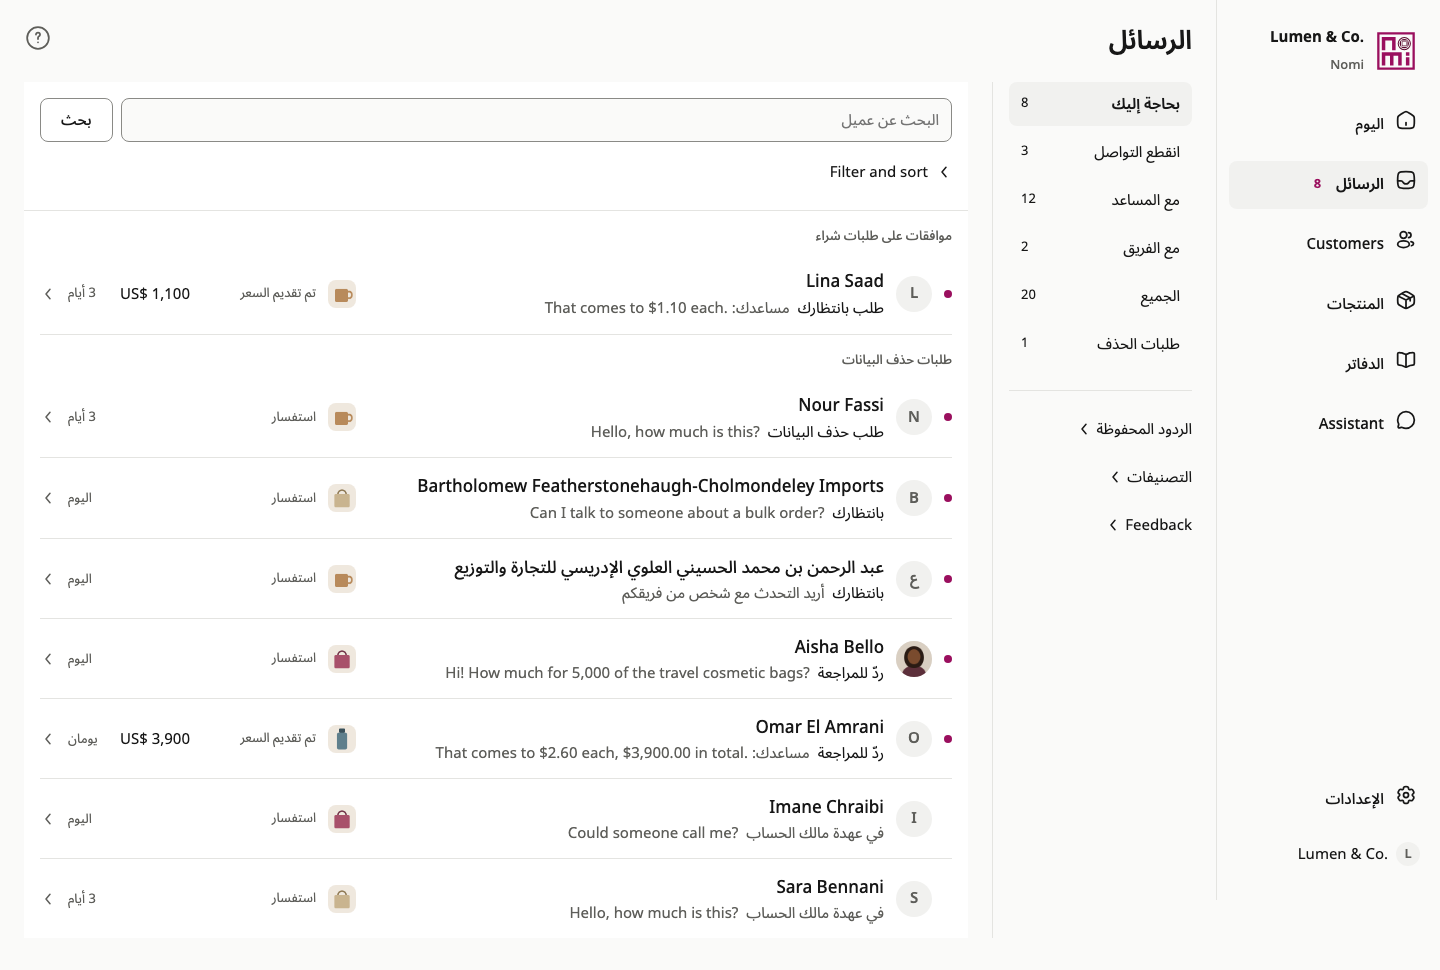 Lumen & Co.
Nomi
اليوم
الرسائل 8
Customers
المنتجات
الدفاتر
Assistant
الإعدادات
L Lumen & Co.
الرسائل
بحاجة إليك 8
انقطع التواصل 3
مع المساعد 12
مع الفريق 2
الجميع 20
طلبات الحذف 1
الردود المحفوظة
التصنيفات
Feedback
?
البحث عن عميل
بحث
Filter and sort
موافقات على طلبات شراء
L
Lina Saad
طلب بانتظارك مساعدك: That comes to $1.10 each.
تم تقديم السعر
US$ 1,100
3 أيام
طلبات حذف البيانات
N
Nour Fassi
طلب حذف البيانات Hello, how much is this?
استفسار
3 أيام
B
Bartholomew Featherstonehaugh-Cholmondeley Imports
بانتظارك Can I talk to someone about a bulk order?
استفسار
اليوم
ع
عبد الرحمن بن محمد الحسيني العلوي الإدريسي للتجارة والتوزيع
بانتظارك أريد التحدث مع شخص من فريقكم
استفسار
اليوم
Aisha Bello
ردّ للمراجعة Hi! How much for 5,000 of the travel cosmetic bags?
استفسار
اليوم
O
Omar El Amrani
ردّ للمراجعة مساعدك: That comes to $2.60 each, $3,900.00 in total.
تم تقديم السعر
US$ 3,900
يومان
I
Imane Chraibi
في عهدة مالك الحساب Could someone call me?
استفسار
اليوم
S
Sara Bennani
في عهدة مالك الحساب Hello, how much is this?
استفسار
3 أيام